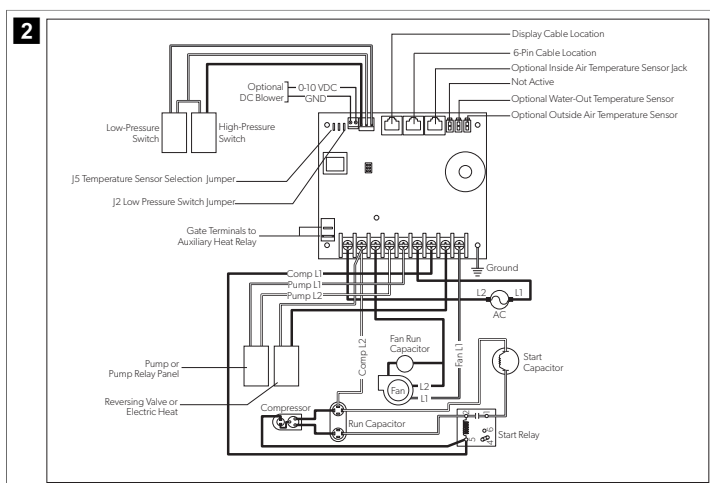 2
Display Cable Location
6-Pin Cable Location
Optional Inside Air Temperature Sensor Jack
Not Active
Optional Water-Out Temperature Sensor
Optional Outside Air Temperature Sensor
Optional
DC Blower
0-10 VDC
GND
Low-Pressure
Switch
High-Pressure
Switch
J5 Temperature Sensor Selection Jumper
J2 Low Pressure Switch Jumper
Gate Terminals to
Auxiliary Heat Relay
Ground
Comp L1
Pump L1
Pump L2
L2
L1
AC
Comp L2
Fan L1
Fan Run
Capacitor
Start
Capacitor
Fan
L2
L1
Pump or
Pump Relay Panel
Reversing Valve or
Electric Heat
Compressor
Run Capacitor
Start Relay
5
4
6